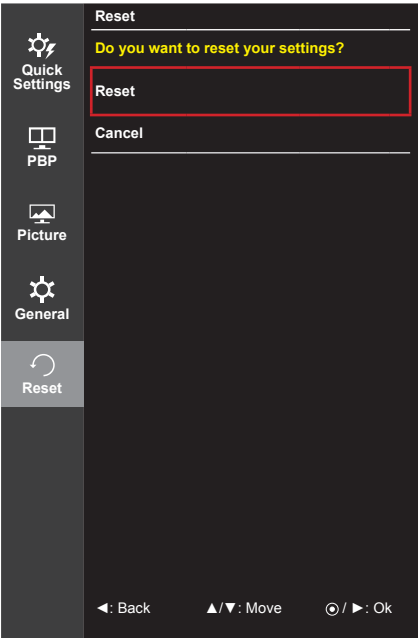 Reset
Do you want to reset your settings?
Reset
Cancel
Quick
Settings
PBP
Picture
General
Reset
◄: Back ▲/▼: Move ⦿ / ►: Ok